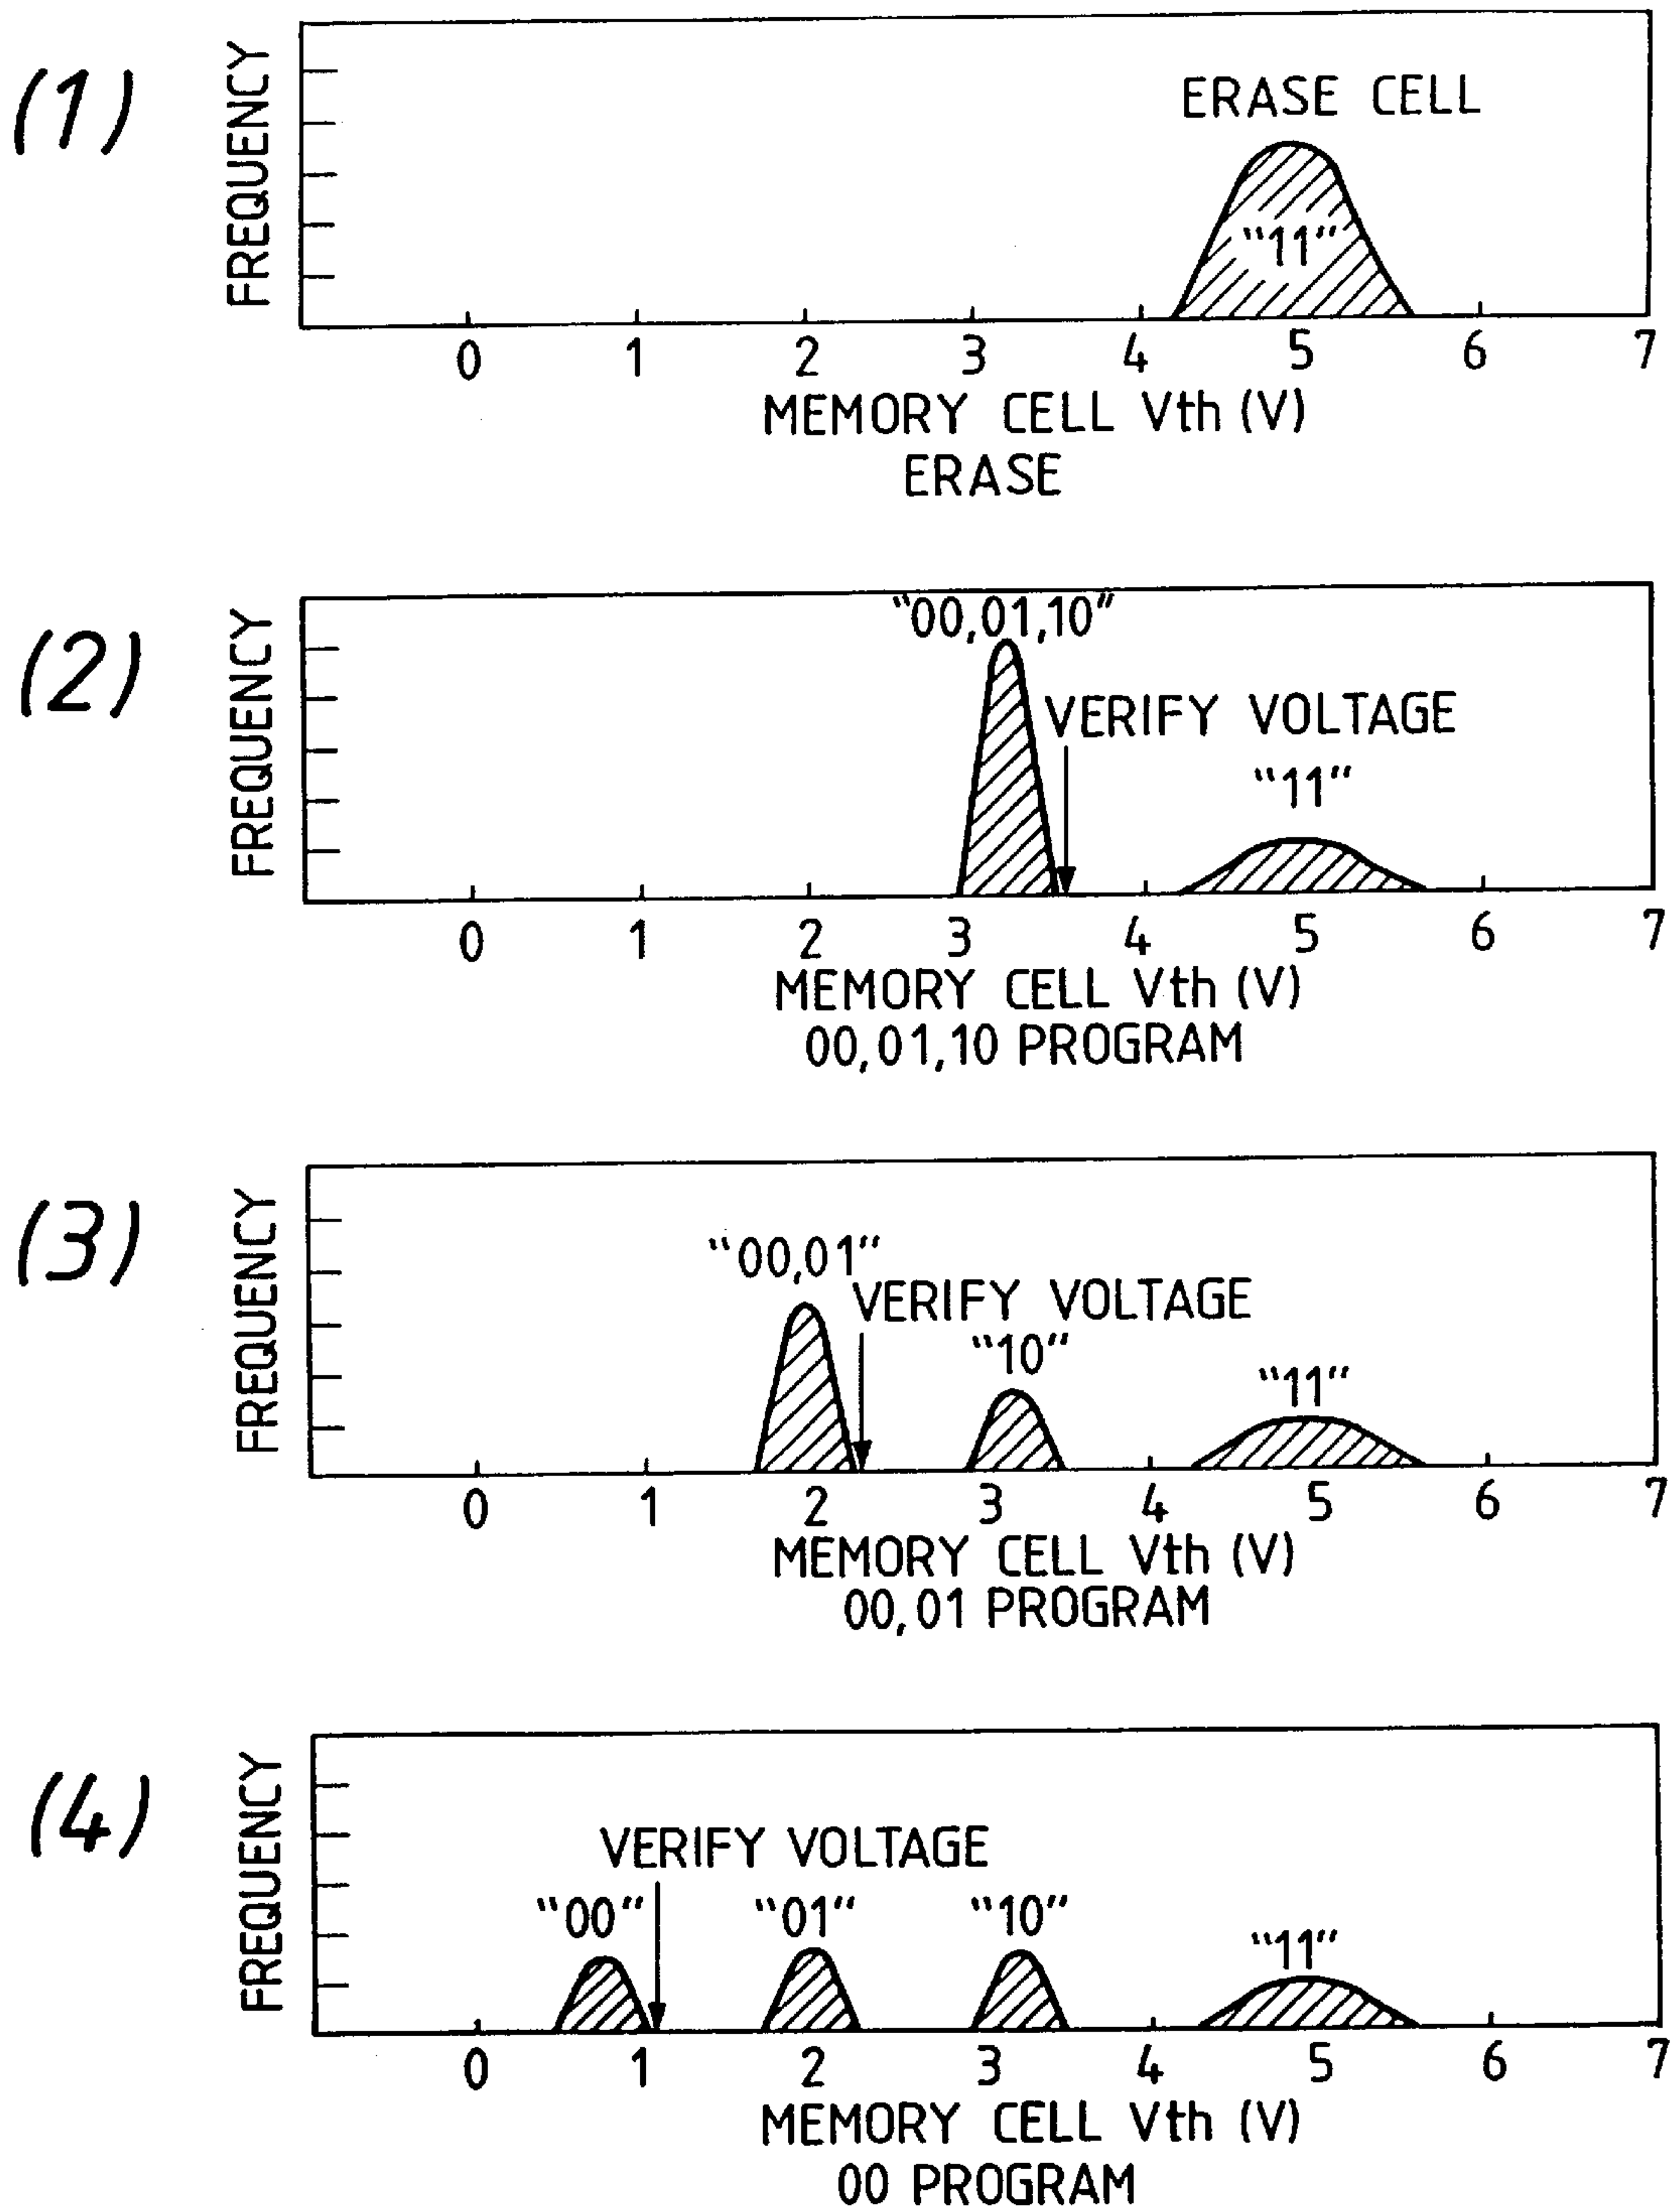 (1)
FREQUENCY
ERASE CELL
"11"
0 1 2 3 4 5 6 7
MEMORY CELL Vth (V)
ERASE
(2)
FREQUENCY
"00,01,10"
VERIFY VOLTAGE
"11"
0 1 2 3 4 5 6 7
MEMORY CELL Vth (V)
00,01,10 PROGRAM
(3)
FREQUENCY
"00,01"
VERIFY VOLTAGE
"10"
"11"
0 1 2 3 4 5 6 7
MEMORY CELL Vth (V)
00,01 PROGRAM
(4)
FREQUENCY
VERIFY VOLTAGE
"00" "01" "10" "11"
0 1 2 3 4 5 6 7
MEMORY CELL Vth (V)
00 PROGRAM